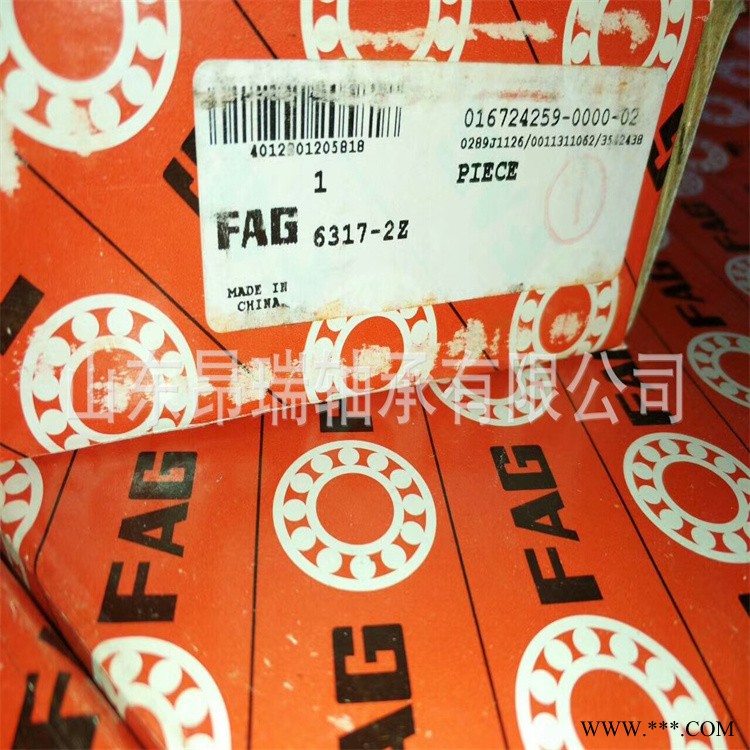 016724259-0000-02
4012801205818
0289J1126/0011311062/3542438
1
PIECE
FAG 6317-2Z
MADE IN
CHINA
山东昂瑞轴承有限公司
FAG
FAG
FAG
FAG
FAG
WWW.***.COM